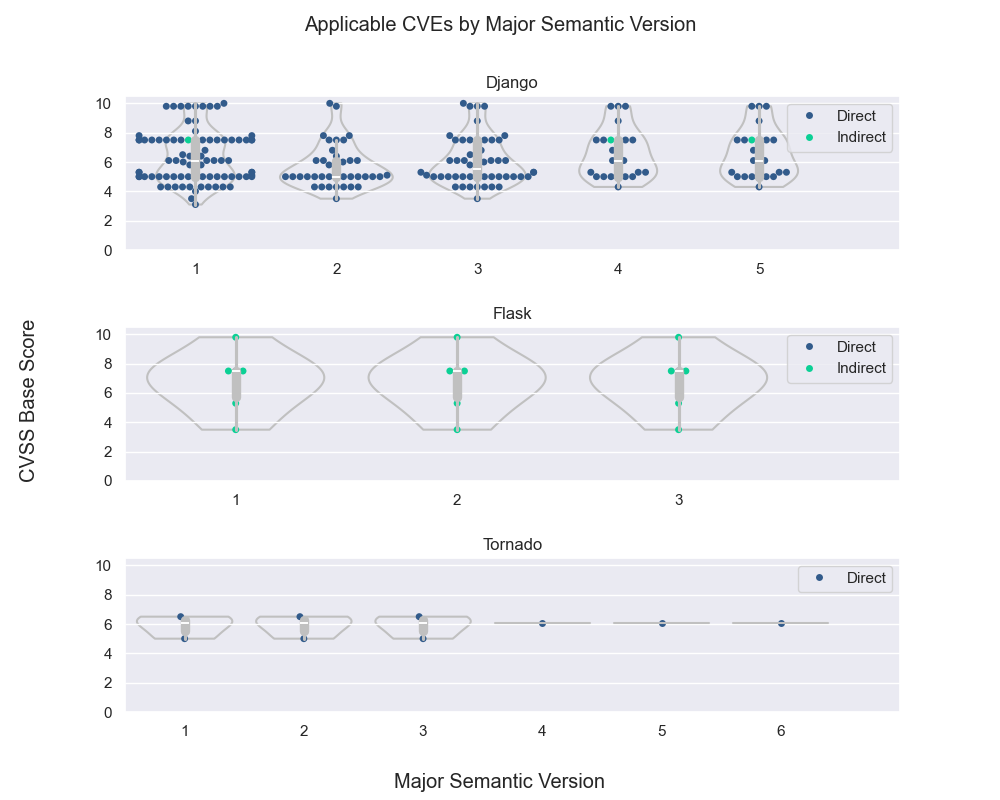 Applicable CVEs by Major Semantic Version
Django
10
8
6
4
2
0
Direct
Indirect
1 2 3 4 5
Flask
10
8
6
4
2
0
Direct
Indirect
1 2 3
CVSS Base Score
Tornado
10
8
6
4
2
0
Direct
1 2 3 4 5 6
Major Semantic Version